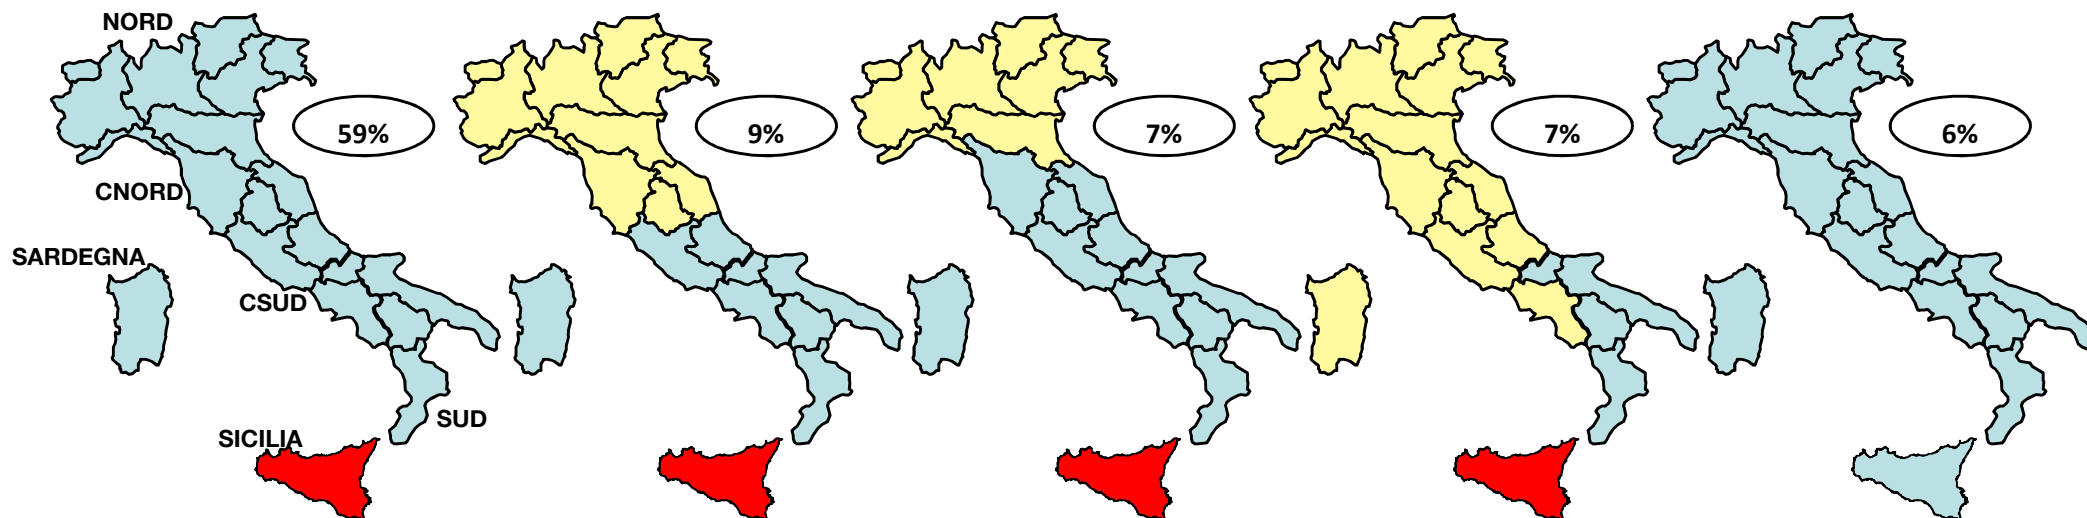 NORD
59%
9%
7%
7%
6%
CNORD
SARDEGNA
CSUD
SUD
SICILIA